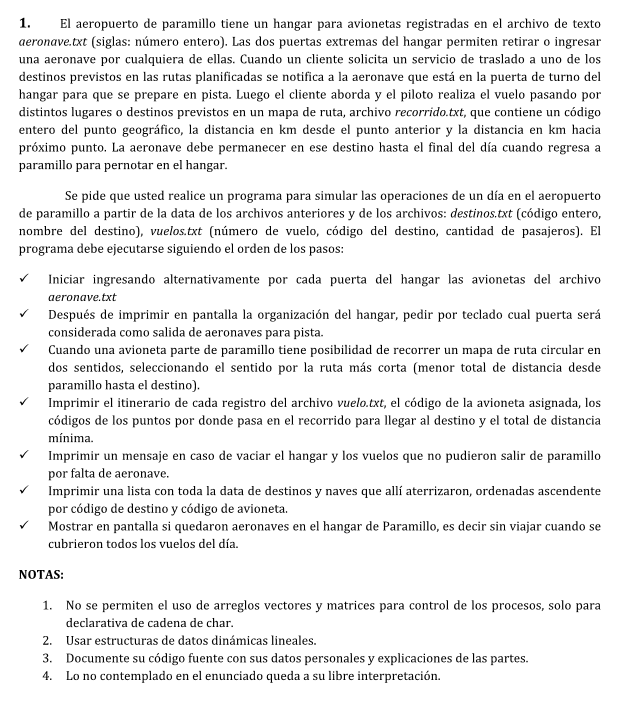 1. El aeropuerto de paramillo tiene un hangar para avionetas registradas en el archivo de texto
aeronave.txt (siglas: número entero). Las dos puertas extremas del hangar permiten retirar o ingresar
una aeronave por cualquiera de ellas. Cuando un cliente solicita un servicio de traslado a uno de los
destinos previstos en las rutas planificadas se notifica a la aeronave que está en la puerta de turno del
hangar para que se prepare en pista. Luego el cliente aborda y el piloto realiza el vuelo pasando por
distintos lugares o destinos previstos en un mapa de ruta, archivo recorrido.txt, que contiene un código
entero del punto geográfico, la distancia en km desde el punto anterior y la distancia en km hacia
próximo punto. La aeronave debe permanecer en ese destino hasta el final del día cuando regresa a
paramillo para pernotar en el hangar.
Se pide que usted realice un programa para simular las operaciones de un día en el aeropuerto
de paramillo a partir de la data de los archivos anteriores y de los archivos: destinos.txt (código entero,
nombre del destino), vuelos.txt (número de vuelo, código del destino, cantidad de pasajeros). El
programa debe ejecutarse siguiendo el orden de los pasos:
✓ Iniciar ingresando alternativamente por cada puerta del hangar las avionetas del archivo
aeronave.txt
✓ Después de imprimir en pantalla la organización del hangar, pedir por teclado cual puerta será
considerada como salida de aeronaves para pista.
✓ Cuando una avioneta parte de paramillo tiene posibilidad de recorrer un mapa de ruta circular en
dos sentidos, seleccionando el sentido por la ruta más corta (menor total de distancia desde
paramillo hasta el destino).
✓ Imprimir el itinerario de cada registro del archivo vuelo.txt, el código de la avioneta asignada, los
códigos de los puntos por donde pasa en el recorrido para llegar al destino y el total de distancia
mínima.
✓ Imprimir un mensaje en caso de vaciar el hangar y los vuelos que no pudieron salir de paramillo
por falta de aeronave.
✓ Imprimir una lista con toda la data de destinos y naves que allí aterrizaron, ordenadas ascendente
por código de destino y código de avioneta.
✓ Mostrar en pantalla si quedaron aeronaves en el hangar de Paramillo, es decir sin viajar cuando se
cubrieron todos los vuelos del día.
NOTAS:
1. No se permiten el uso de arreglos vectores y matrices para control de los procesos, solo para
declarativa de cadena de char.
2. Usar estructuras de datos dinámicas lineales.
3. Documente su código fuente con sus datos personales y explicaciones de las partes.
4. Lo no contemplado en el enunciado queda a su libre interpretación.